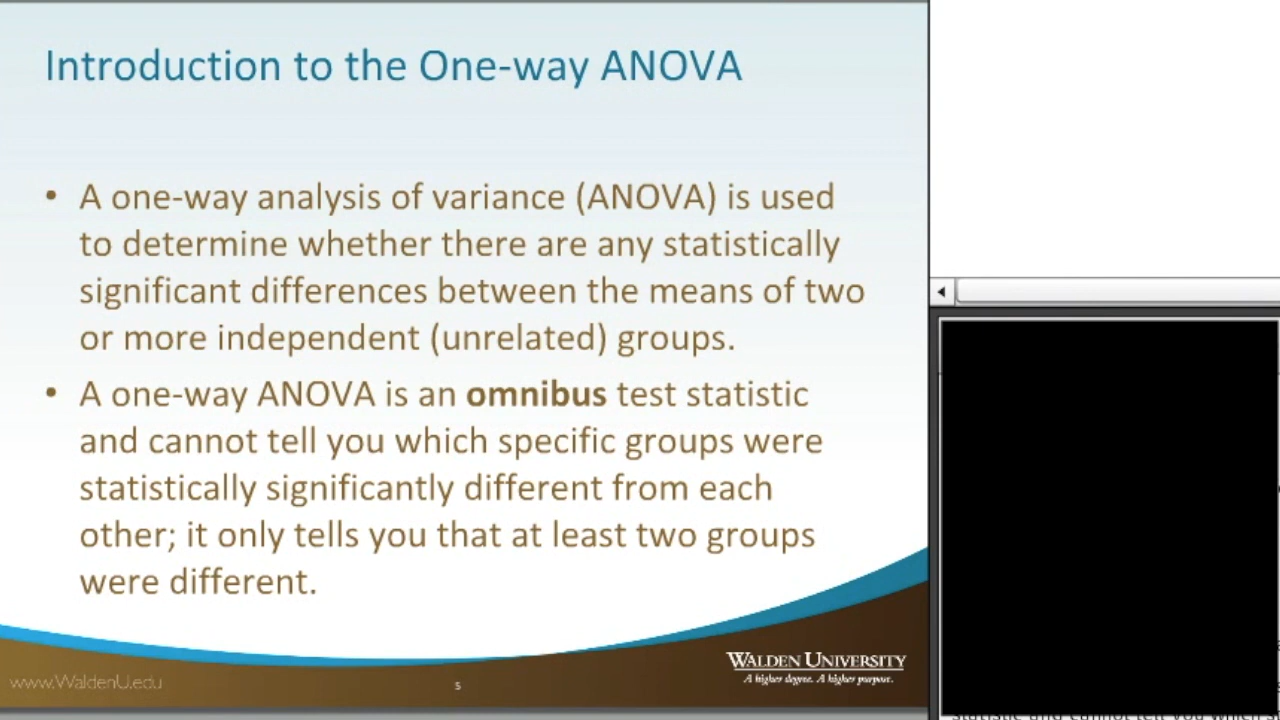 Introduction to the One-way ANOVA
• A one-way analysis of variance (ANOVA) is used
to determine whether there are any statistically
significant differences between the means of two
or more independent (unrelated) groups.
• A one-way ANOVA is an omnibus test statistic
and cannot tell you which specific groups were
statistically significantly different from each
other; it only tells you that at least two groups
were different.
WALDEN UNIVERSITY
A higher degree. A higher purpose.
www.WaldenU.edu
5